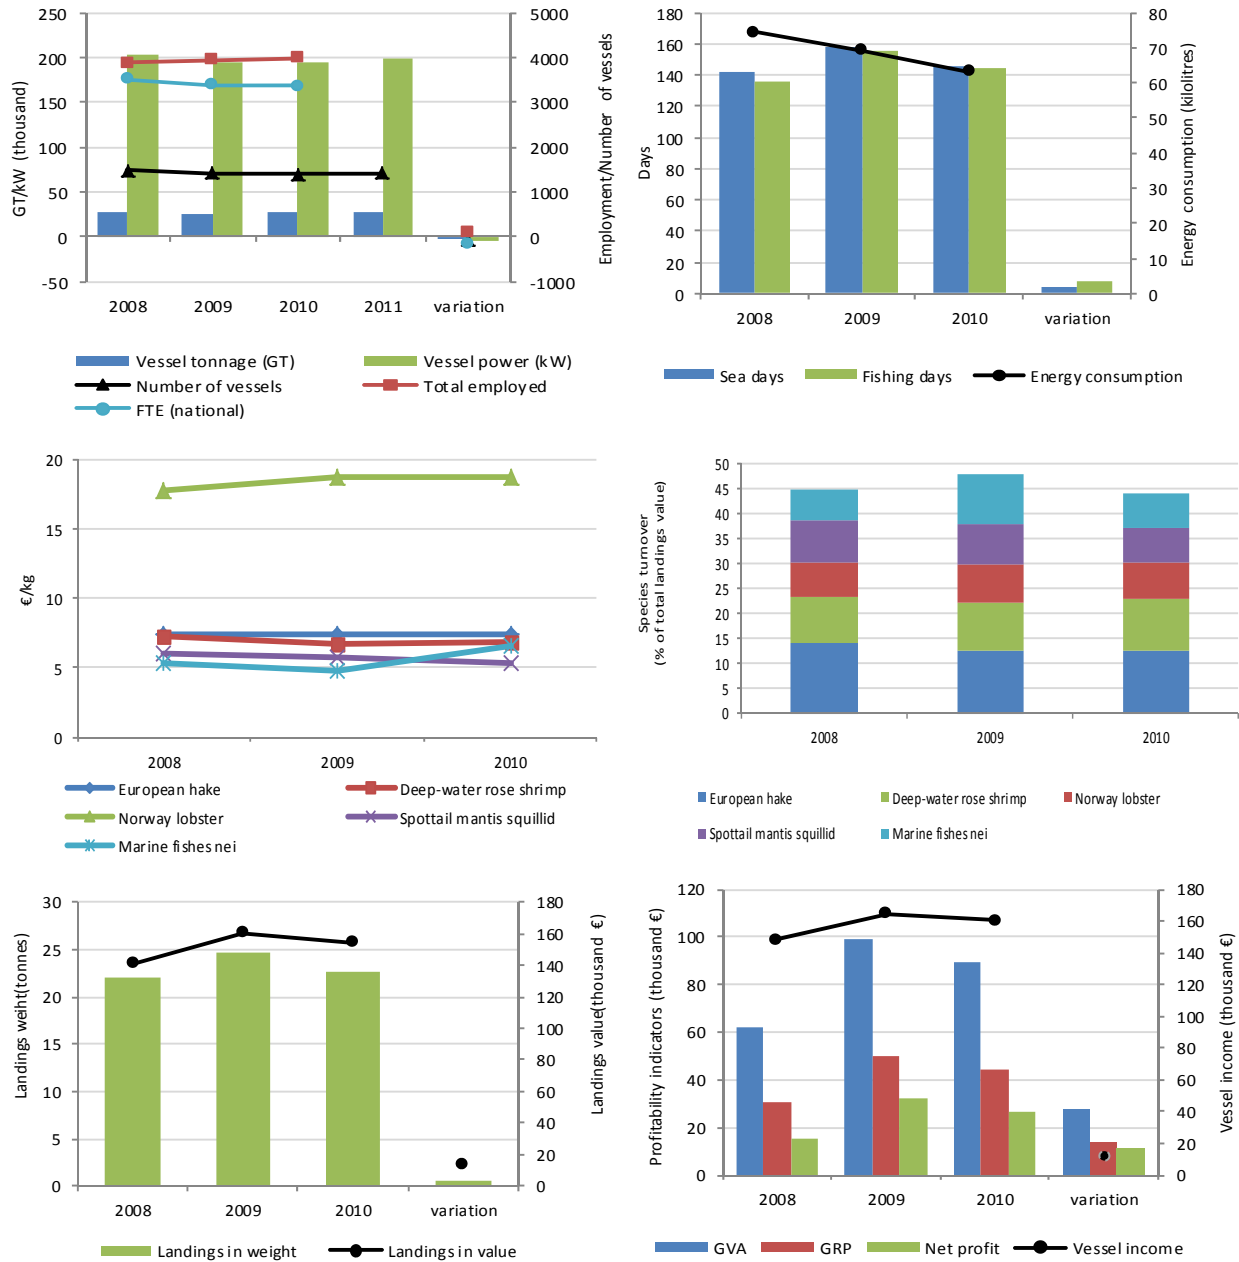 250
200
150
100
50
0
-50
GT/kW (thousand)
5000
4000
3000
2000
1000
0
-1000
Employment/Number of vessels
2008 2009 2010 2011 variation
Vessel tonnage (GT) Vessel power (kW)
Number of vessels Total employed
FTE (national)
180
160
140
120
100
80
60
40
20
0
Days
80
70
60
50
40
30
20
10
0
Energy consumption (kilolitres)
2008 2009 2010 variation
Sea days Fishing days Energy consumption
20
15
10
5
0
€/kg
2008 2009 2010
European hake Deep-water rose shrimp
Norway lobster Spottail mantis squillid
Marine fishes nei
50
45
40
35
30
25
20
15
10
5
0
Species turnover
(% of total landings value)
2008 2009 2010
European hake Deep-water rose shrimp Norway lobster
Spottail mantis squillid Marine fishes nei
30
25
20
15
10
5
0
Landings weiht(tonnes)
180
160
140
120
100
80
60
40
20
0
Landings value(thousand €)
2008 2009 2010 variation
Landings in weight Landings in value
120
100
80
60
40
20
0
Profitability indicators (thousand €)
180
160
140
120
100
80
60
40
20
0
Vessel income (thousand €)
2008 2009 2010 variation
GVA GRP Net profit Vessel income